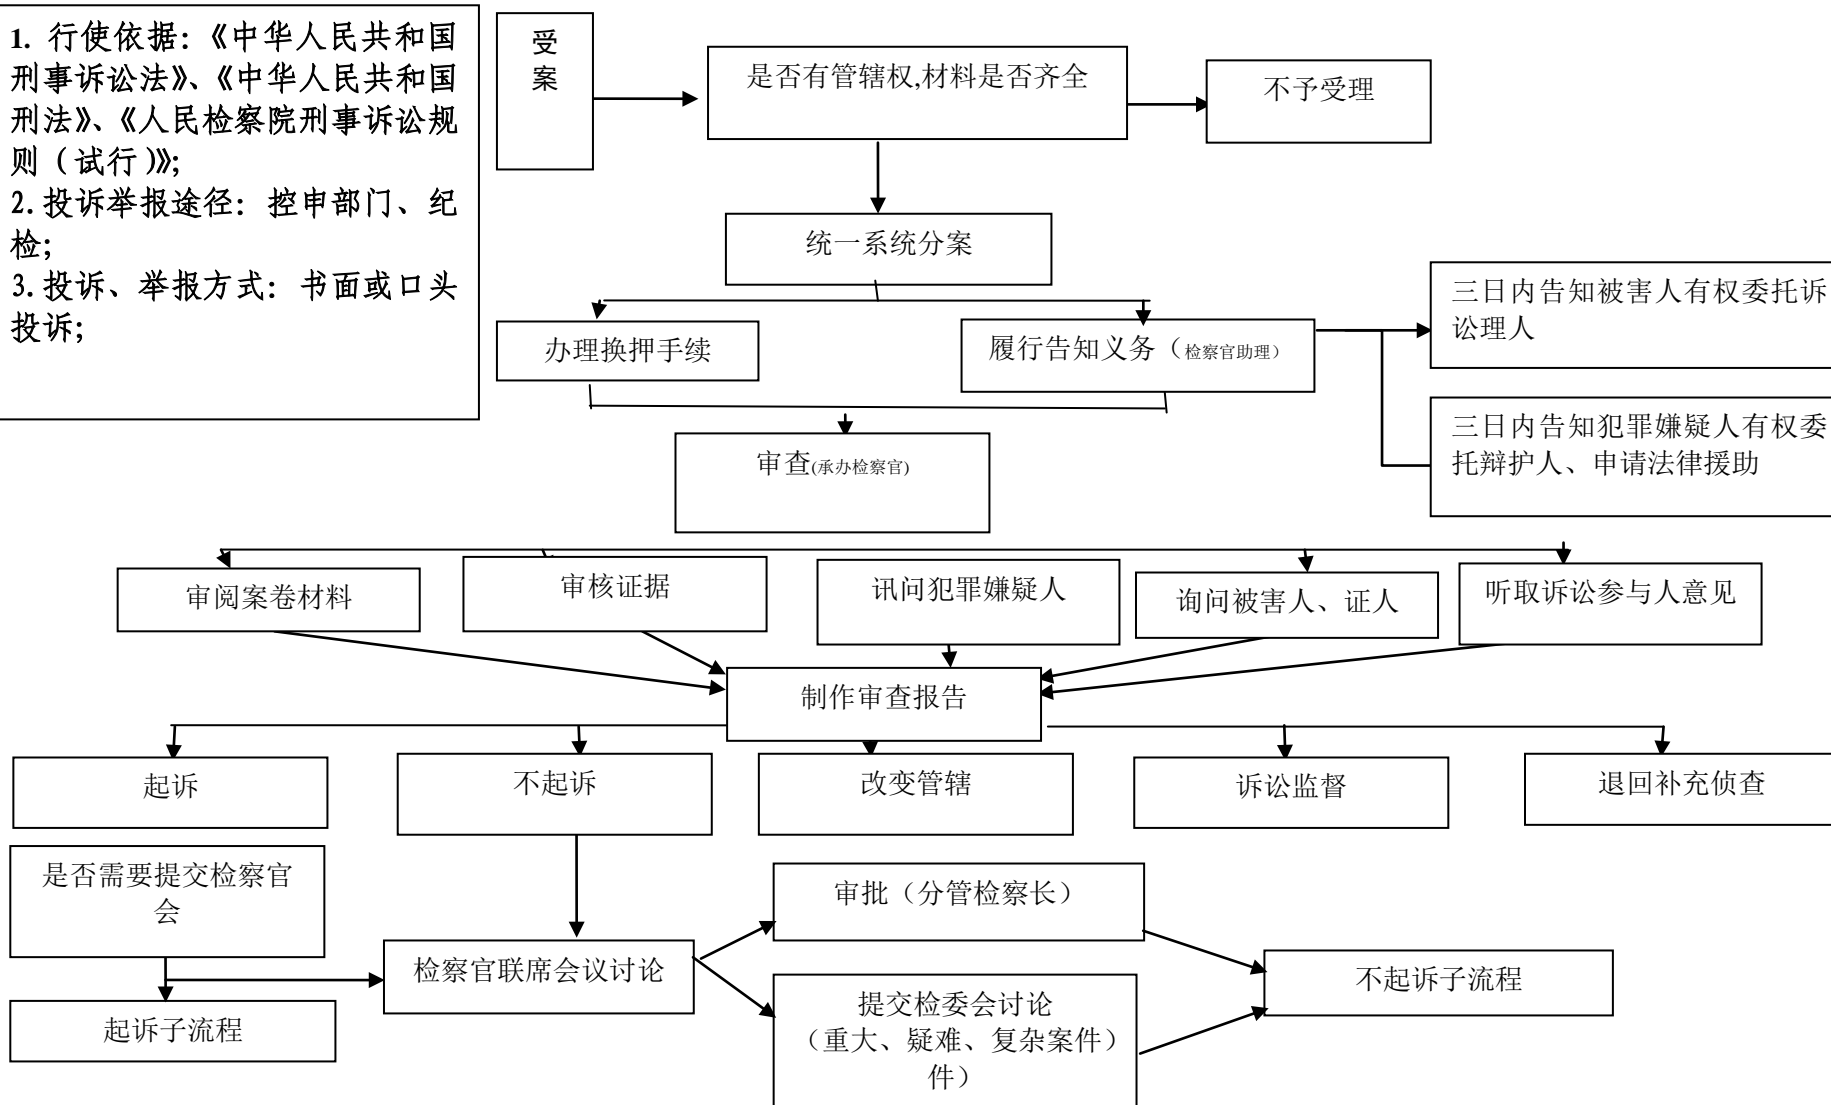 1. 行使依据：《中华人民共和国
刑事诉讼法》、《中华人民共和国
刑法》、《人民检察院刑事诉讼规
则（试行）》；
2. 投诉举报途径：控申部门、纪
检；
3. 投诉、举报方式：书面或口头
投诉；
受
案
是否有管辖权,材料是否齐全
不予受理
统一系统分案
办理换押手续
履行告知义务（检察官助理）
三日内告知被害人有权委托诉
讼理人
三日内告知犯罪嫌疑人有权委
托辩护人、申请法律援助
审查(承办检察官)
审阅案卷材料
审核证据
讯问犯罪嫌疑人
询问被害人、证人
听取诉讼参与人意见
制作审查报告
起诉
不起诉
改变管辖
诉讼监督
退回补充侦查
是否需要提交检察官
会
审批（分管检察长）
检察官联席会议讨论
不起诉子流程
提交检委会讨论
（重大、疑难、复杂案件）
件）
起诉子流程